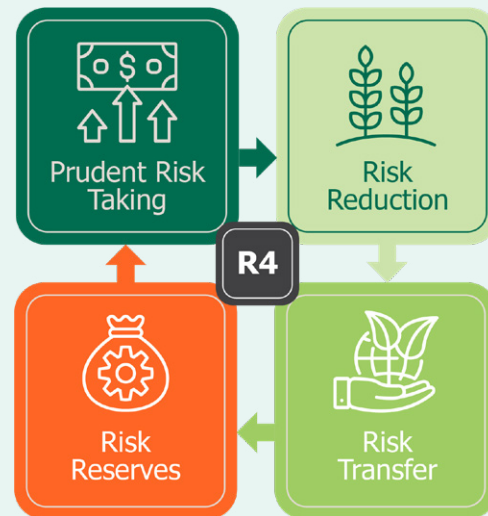 $
Prudent Risk
Taking
Risk
Reduction
R4
Risk
Reserves
Risk
Transfer